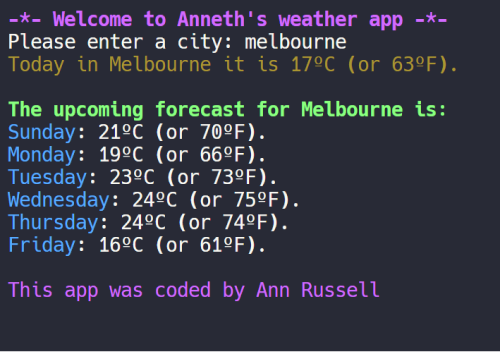 -*- Welcome to Anneth's weather app -*-
Please enter a city: melbourne
Today in Melbourne it is 17ºC (or 63ºF).
The upcoming forecast for Melbourne is:
Sunday: 21ºC (or 70ºF).
Monday: 19ºC (or 66ºF).
Tuesday: 23ºC (or 73ºF).
Wednesday: 24ºC (or 75ºF).
Thursday: 24ºC (or 74ºF).
Friday: 16ºC (or 61ºF).
This app was coded by Ann Russell